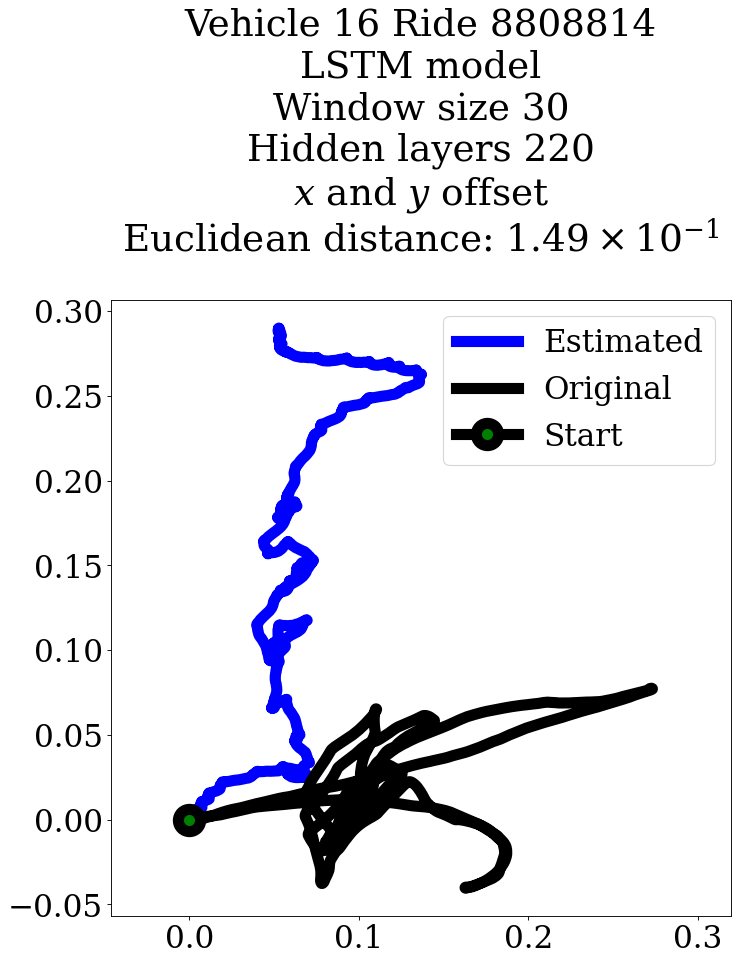 Vehicle 16 Ride 8808814
LSTM model
Window size 30
Hidden layers 220
x and y offset
Euclidean distance: 1.49 × 10⁻¹
Estimated
Original
Start
0.30
0.25
0.20
0.15
0.10
0.05
0.00
−0.05
0.0 0.1 0.2 0.3